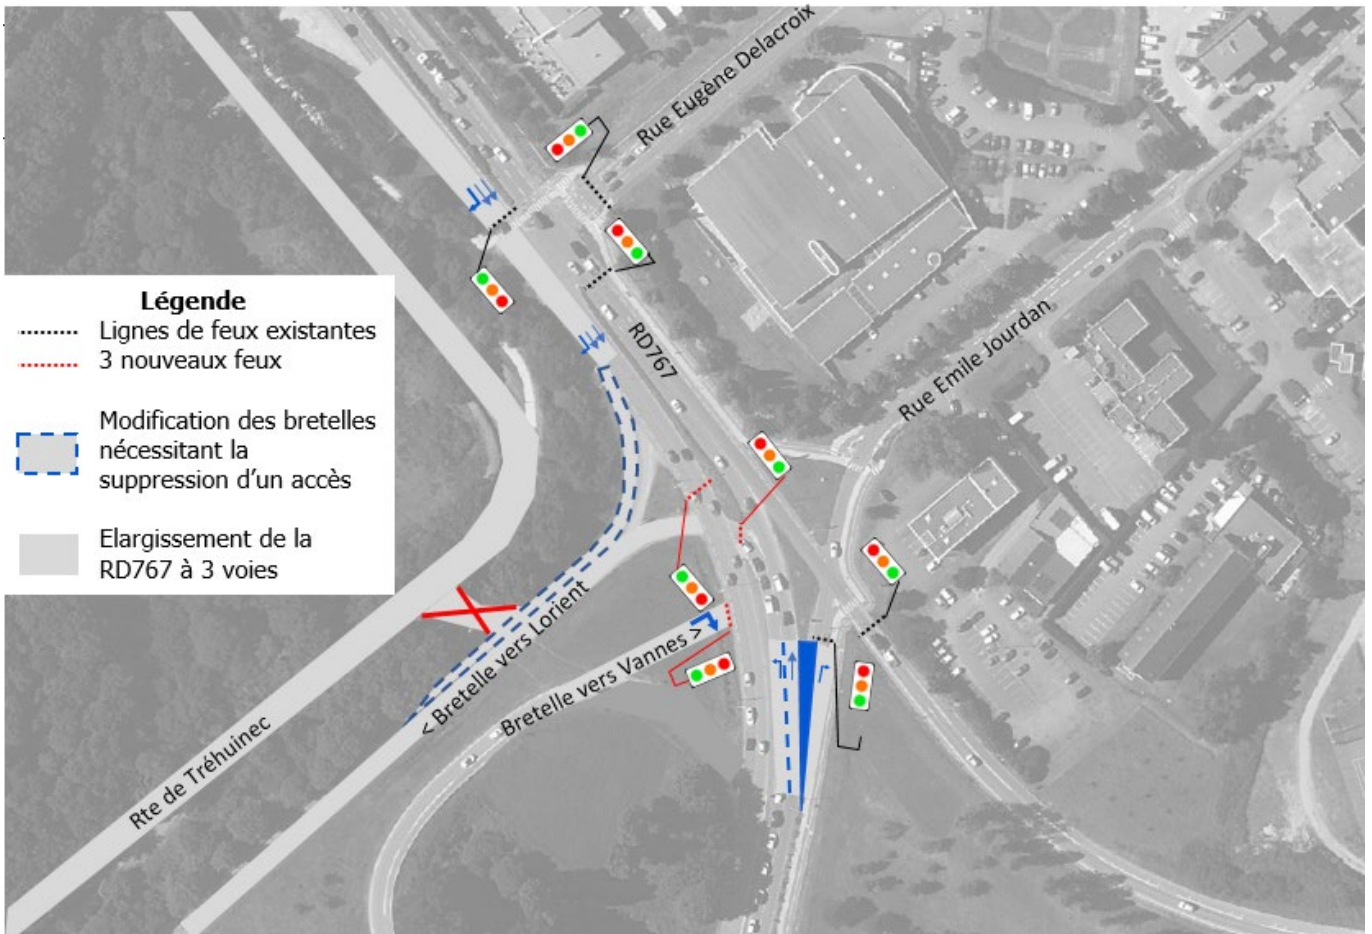 Rue Eugène Delacroix
Légende
Lignes de feux existantes
3 nouveaux feux
Modification des bretelles
nécessitant la
suppression d'un accès
Elargissement de la
RD767 à 3 voies
RD767
Rue Emile Jourdan
< Bretelle vers Lorient
Bretelle vers Vannes >
Rte de Tréhuinec